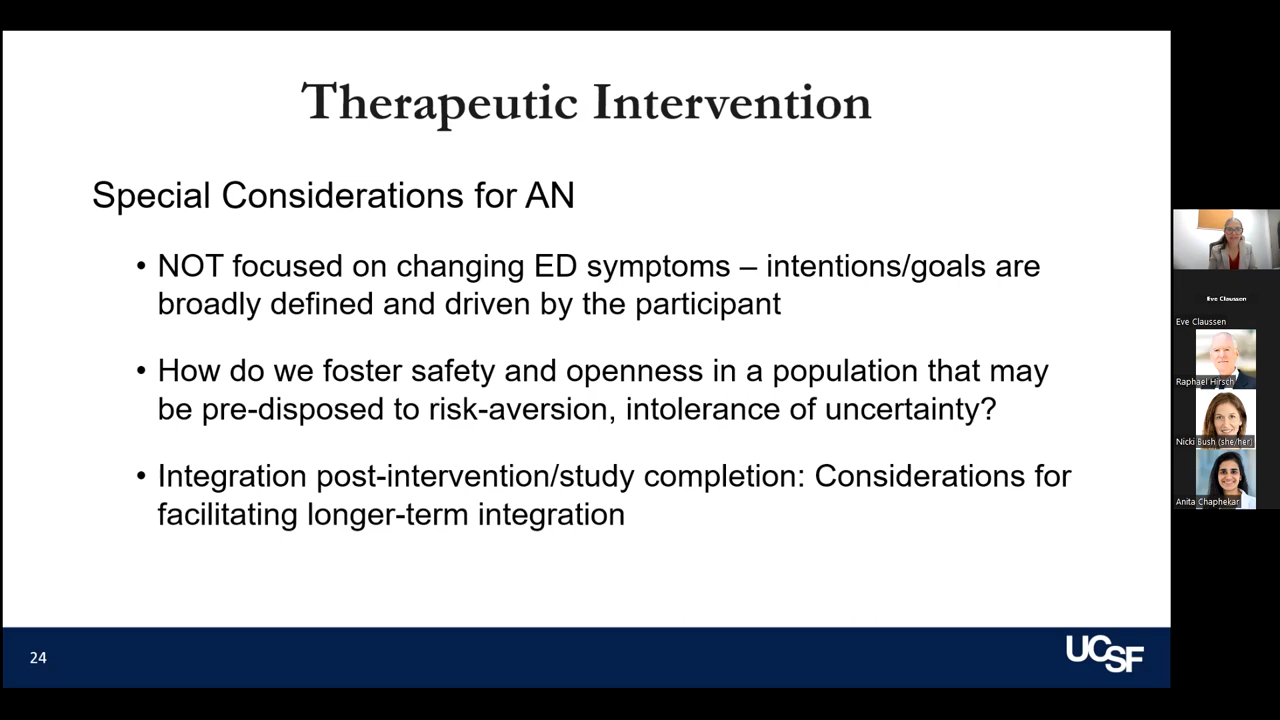 Therapeutic Intervention
Special Considerations for AN
• NOT focused on changing ED symptoms – intentions/goals are
broadly defined and driven by the participant
• How do we foster safety and openness in a population that may
be pre-disposed to risk-aversion, intolerance of uncertainty?
• Integration post-intervention/study completion: Considerations for
facilitating longer-term integration
24
UCSF
Eve Claussen
Eve Claussen
Raphael Hirsch
Nicki Bush (she/her)
Anita Chaphekar